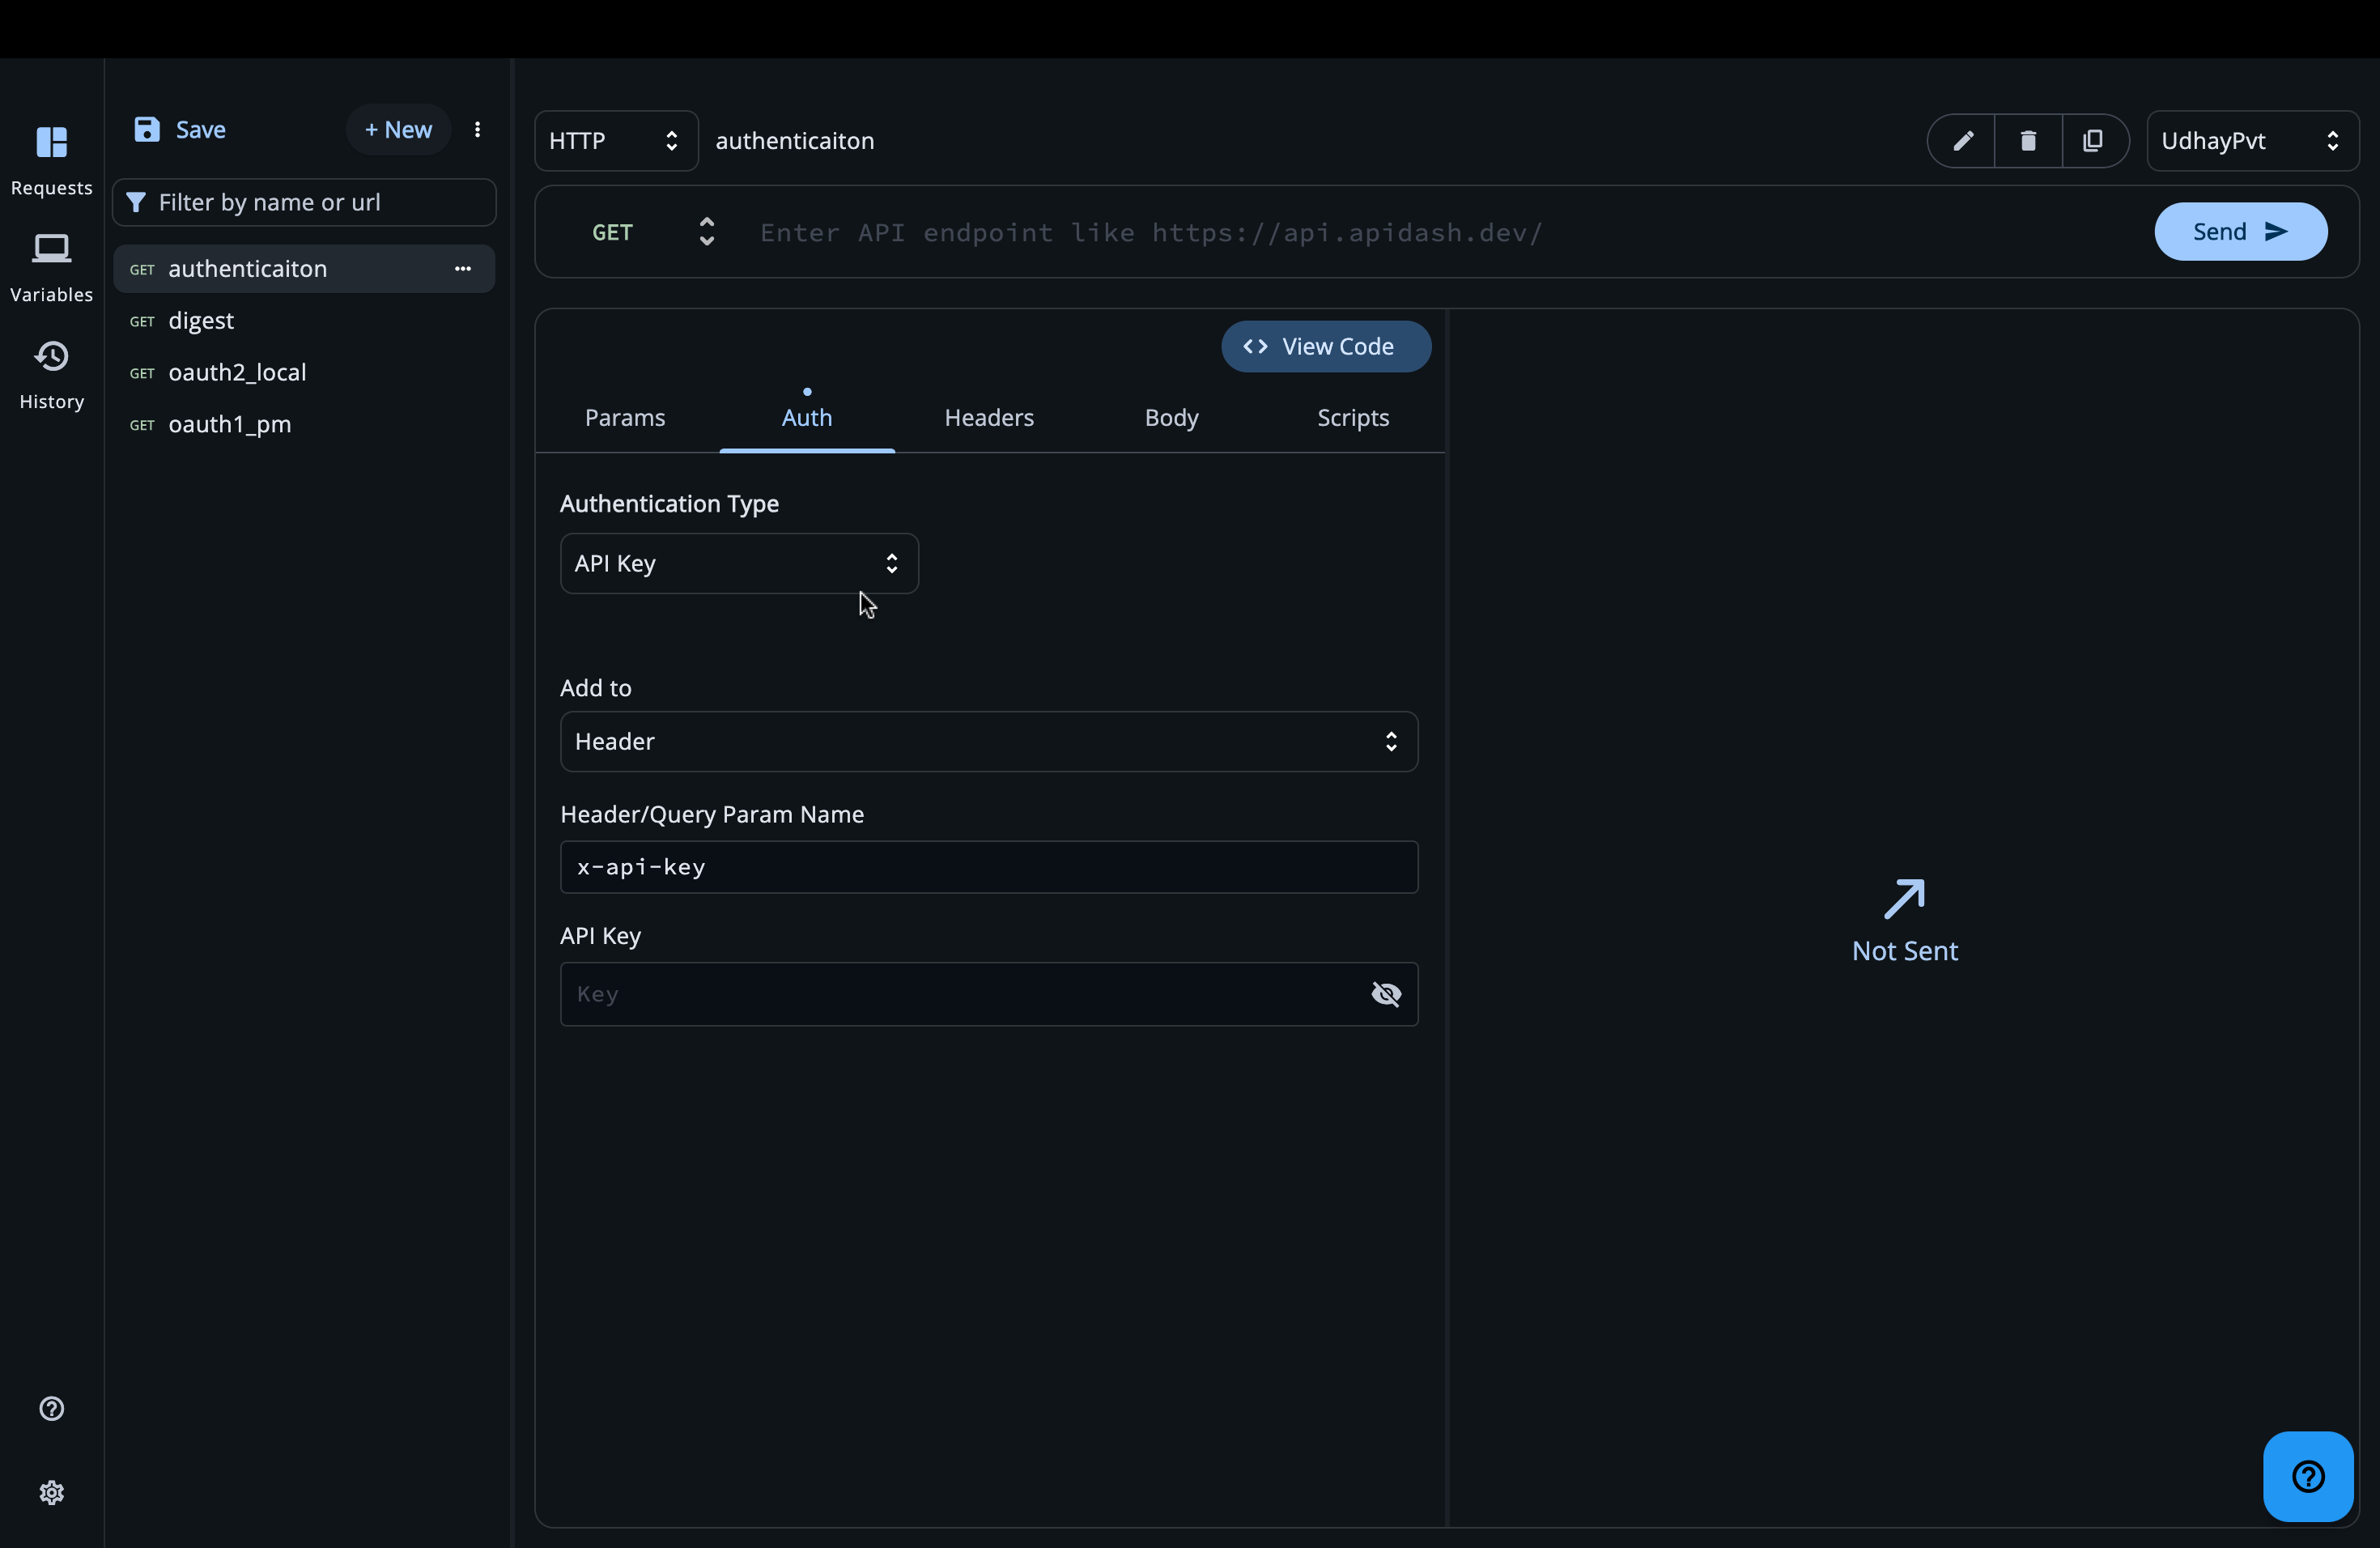 Requests
Variables
History
Save
+ New
Filter by name or url
GET authenticaiton
GET digest
GET oauth2_local
GET oauth1_pm
HTTP
authenticaiton
UdhayPvt
GET
Enter API endpoint like https://api.apidash.dev/
Send
View Code
Params
Auth
Headers
Body
Scripts
Authentication Type
API Key
Add to
Header
Header/Query Param Name
x-api-key
API Key
Key
Not Sent